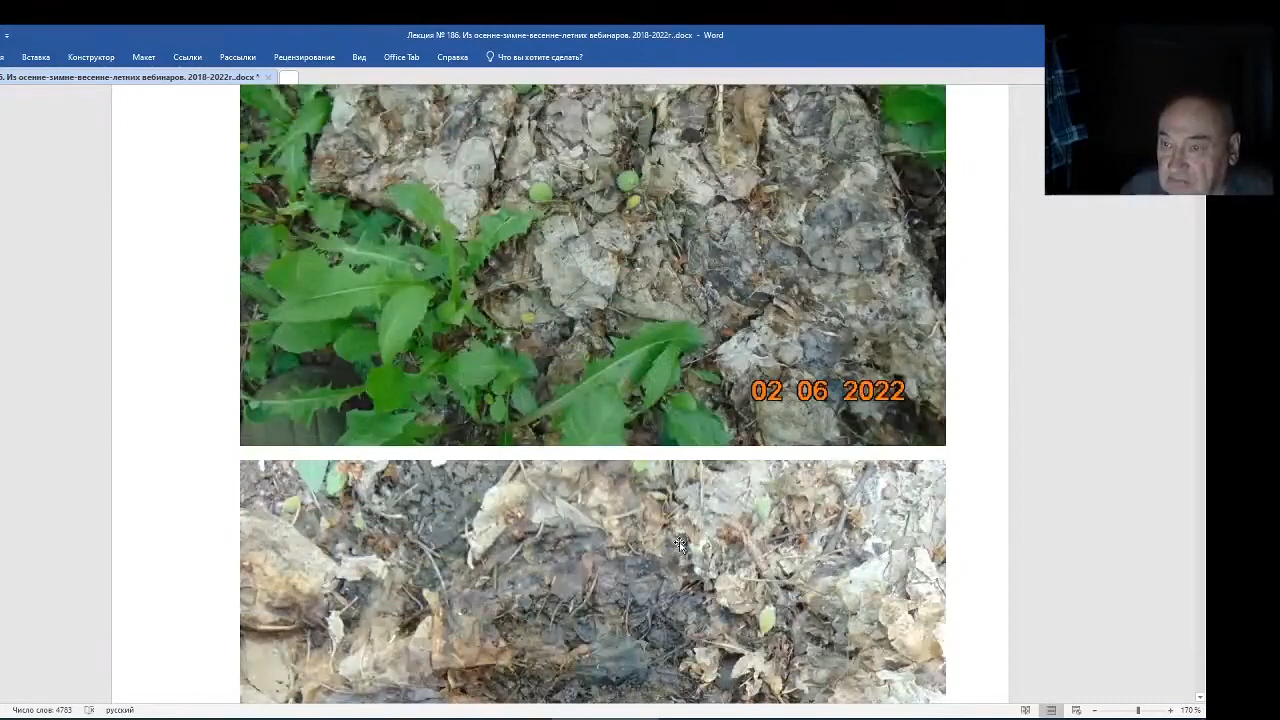 Лекция № 186. Из осенне-зимне-весенне-летних вебинаров. 2018-2022г..docx - Word
Вставка Конструктор Макет Ссылки Рассылки Рецензирование Вид Office Tab Справка Что вы хотите сделать?
6. Из осенне-зимне-весенне-летних вебинаров. 2018-2022г..docx *
02 06 2022
Число слов: 4783 русский 170 %